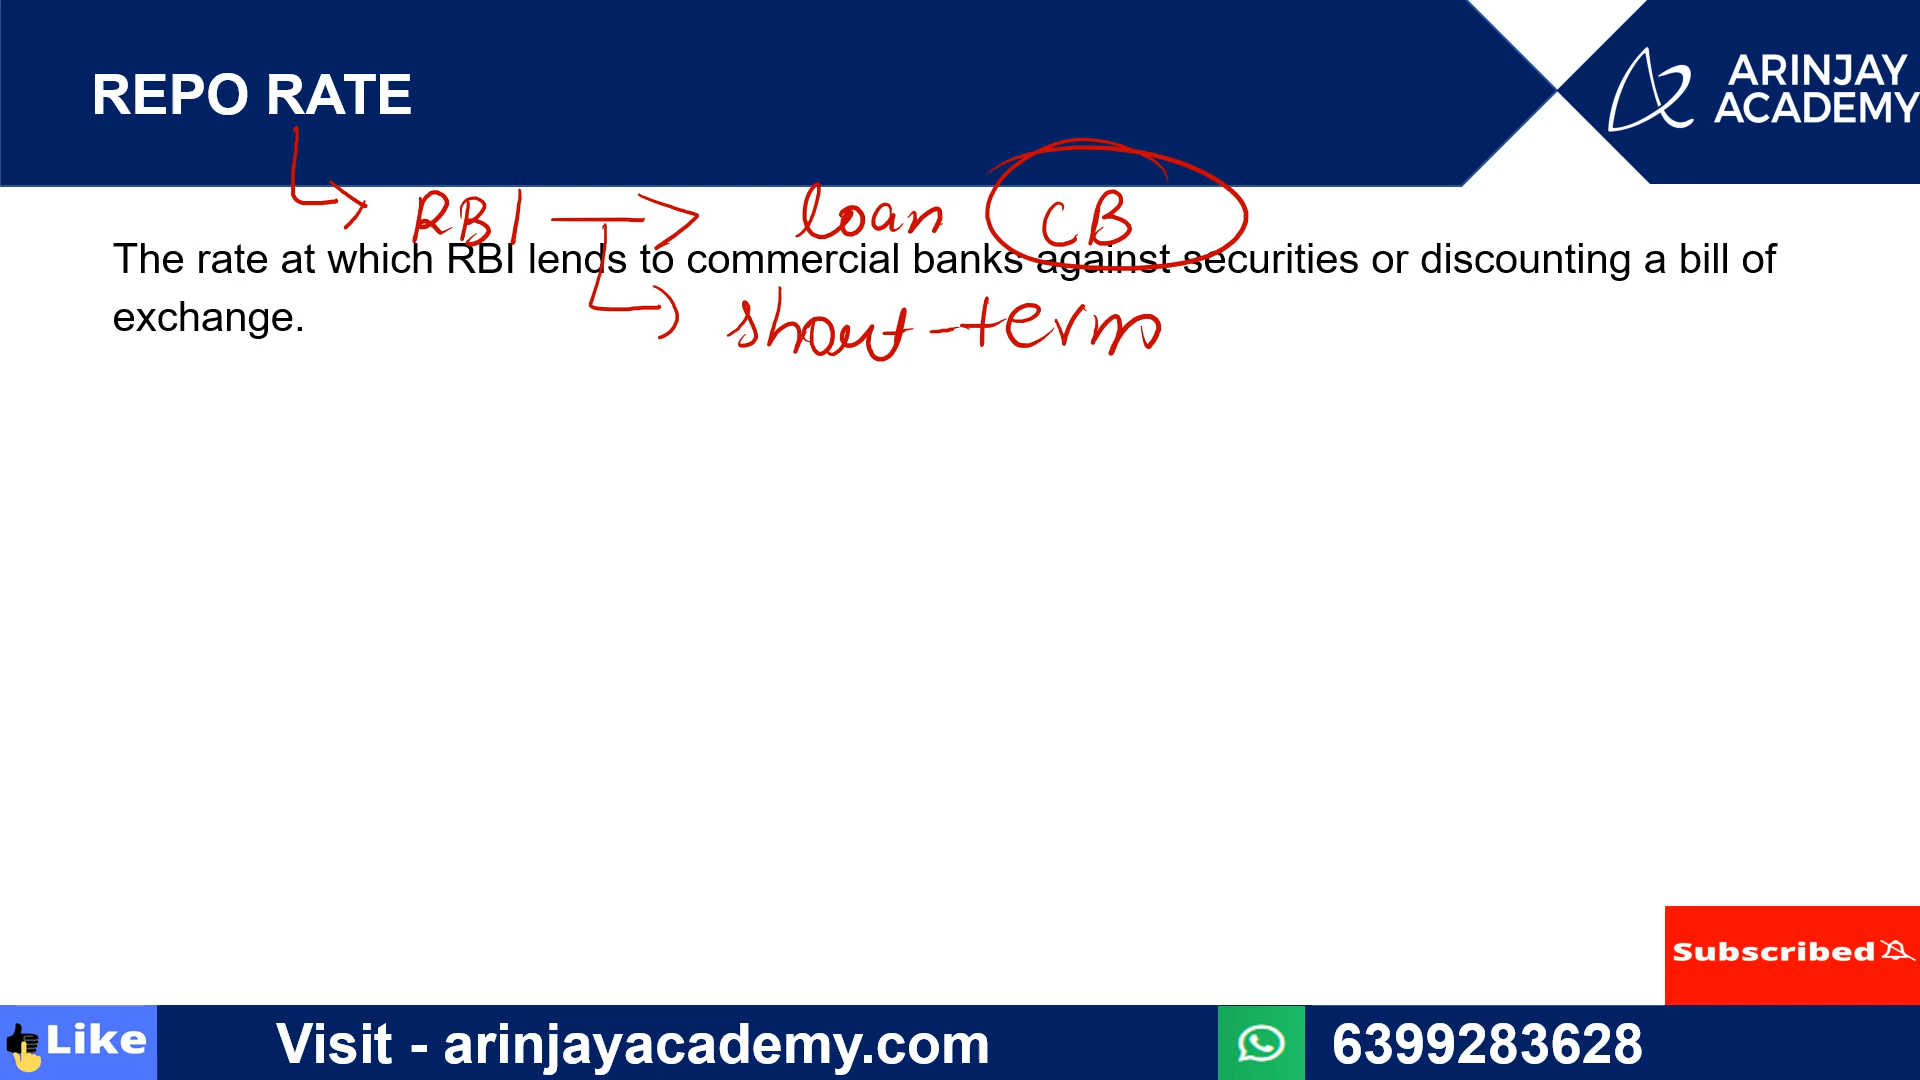 REPO RATE
ARINJAY
ACADEMY
RBI loan CB
The rate at which RBI lends to commercial banks against securities or discounting a bill of
exchange.
short-term
Subscribed
Like
Visit - arinjayacademy.com
6399283628